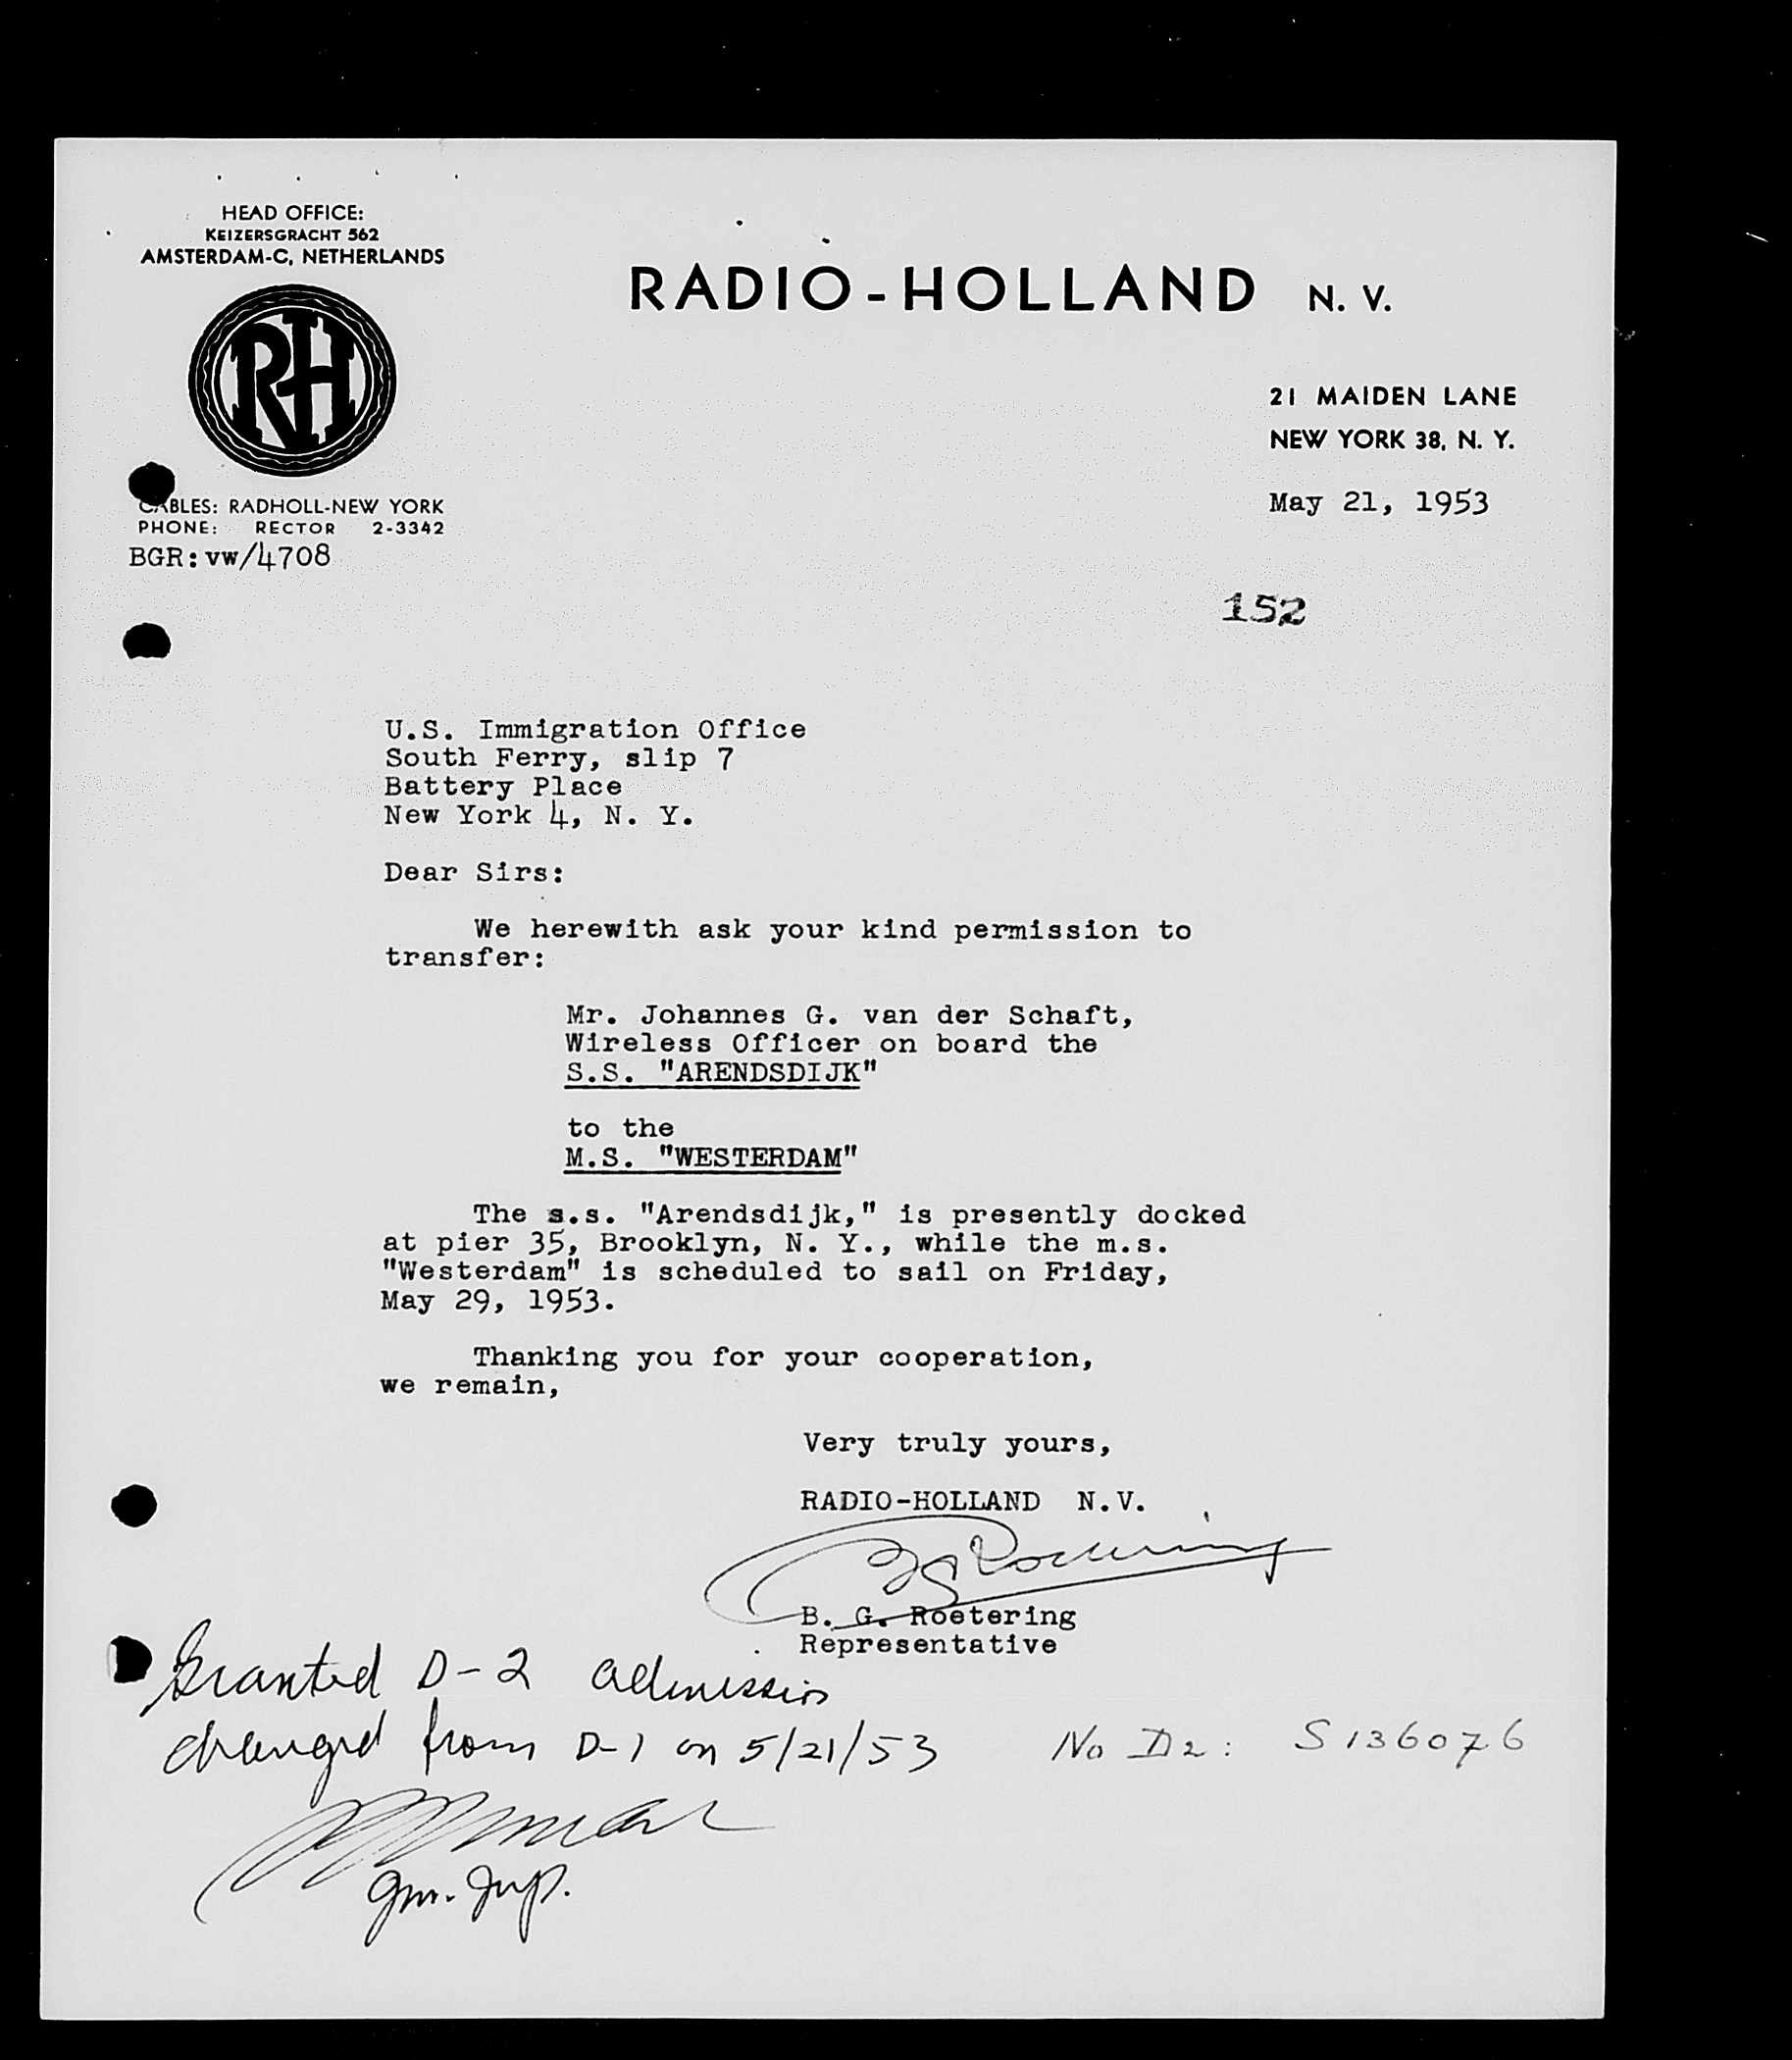 HEAD OFFICE:
KEIZERSGRACHT 562
AMSTERDAM-C, NETHERLANDS
RADIO-HOLLAND N. V.
RH
21 MAIDEN LANE
NEW YORK 38, N. Y.
CABLES: RADHOLL-NEW YORK
PHONE: RECTOR 2-3342
BGR:vw/4708
May 21, 1953
152
U.S. Immigration Office
South Ferry, slip 7
Battery Place
New York 4, N. Y.
Dear Sirs:
We herewith ask your kind permission to
transfer:
Mr. Johannes G. van der Schaft,
Wireless Officer on board the
S.S. "ARENDSDIJK"
to the
M.S. "WESTERDAM"
The s.s. "Arendsdijk," is presently docked
at pier 35, Brooklyn, N. Y., while the m.s.
"Westerdam" is scheduled to sail on Friday,
May 29, 1953.
Thanking you for your cooperation,
we remain,
Very truly yours,
RADIO-HOLLAND N.V.
BGRoetering
B. G. Roetering
Representative
Granted D-2 admission
changed from D-1 on 5/21/53
No D2: S136076
Imm. Insp.